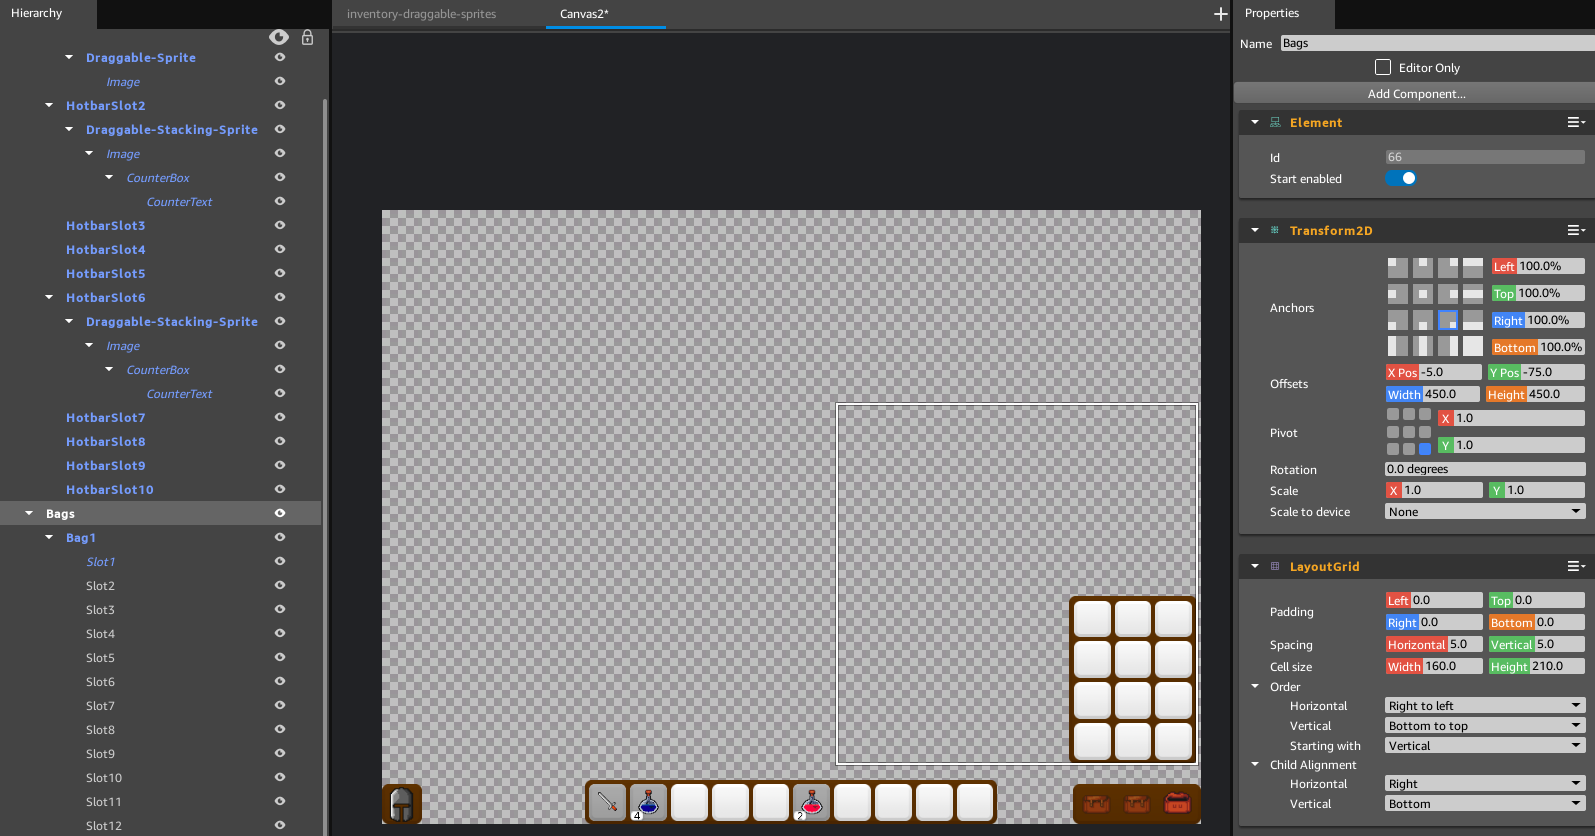 Hierarchy
Draggable-Sprite
Image
HotbarSlot2
Draggable-Stacking-Sprite
Image
CounterBox
CounterText
HotbarSlot3
HotbarSlot4
HotbarSlot5
HotbarSlot6
Draggable-Stacking-Sprite
Image
CounterBox
CounterText
HotbarSlot7
HotbarSlot8
HotbarSlot9
HotbarSlot10
Bags
Bag1
Slot1
Slot2
Slot3
Slot4
Slot5
Slot6
Slot7
Slot8
Slot9
Slot10
Slot11
Slot12
inventory-draggable-sprites Canvas2*
4 2
Properties
Name Bags
Editor Only
Add Component...
Element
Id 66
Start enabled
Transform2D
Anchors
Left 100.0%
Top 100.0%
Right 100.0%
Bottom 100.0%
Offsets
X Pos -5.0 Y Pos -75.0
Width 450.0 Height 450.0
Pivot
X 1.0
Y 1.0
Rotation 0.0 degrees
Scale X 1.0 Y 1.0
Scale to device None
LayoutGrid
Padding
Left 0.0 Top 0.0
Right 0.0 Bottom 0.0
Spacing Horizontal 5.0 Vertical 5.0
Cell size Width 160.0 Height 210.0
Order
Horizontal Right to left
Vertical Bottom to top
Starting with Vertical
Child Alignment
Horizontal Right
Vertical Bottom